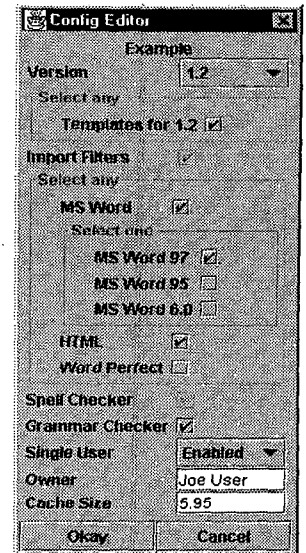 Config Editor
Example
Version 1.2
Select any
Templates for 1.2
Import Filters
Select any
MS Word
Select one
MS Word 97
MS Word 95
MS Word 6.0
HTML
Word Perfect
Spell Checker
Grammar Checker
Single User Enabled
Owner Joe User
Cache Size 5.95
Okay Cancel